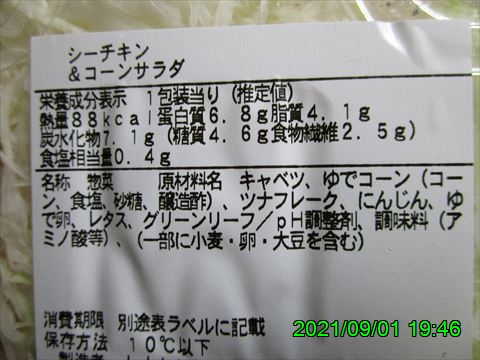 シーチキン
＆コーンサラダ
栄養成分表示 1包装当り（推定値）
熱量88kcal蛋白質6.8g脂質4.1g
炭水化物7.1g（糖質4.6g食物繊維2.5g）
食塩相当量0.4g
名称 惣菜 原材料名 キャベツ、ゆでコーン（コー
ン、食塩、砂糖、醸造酢）、ツナフレーク、にんじん、ゆ
で卵、レタス、グリーンリーフ／pH調整剤、調味料（ア
ミノ酸等）、（一部に小麦・卵・大豆を含む）
消費期限 別途表ラベルに記載
保存方法 10℃以下
2021/09/01 19:46